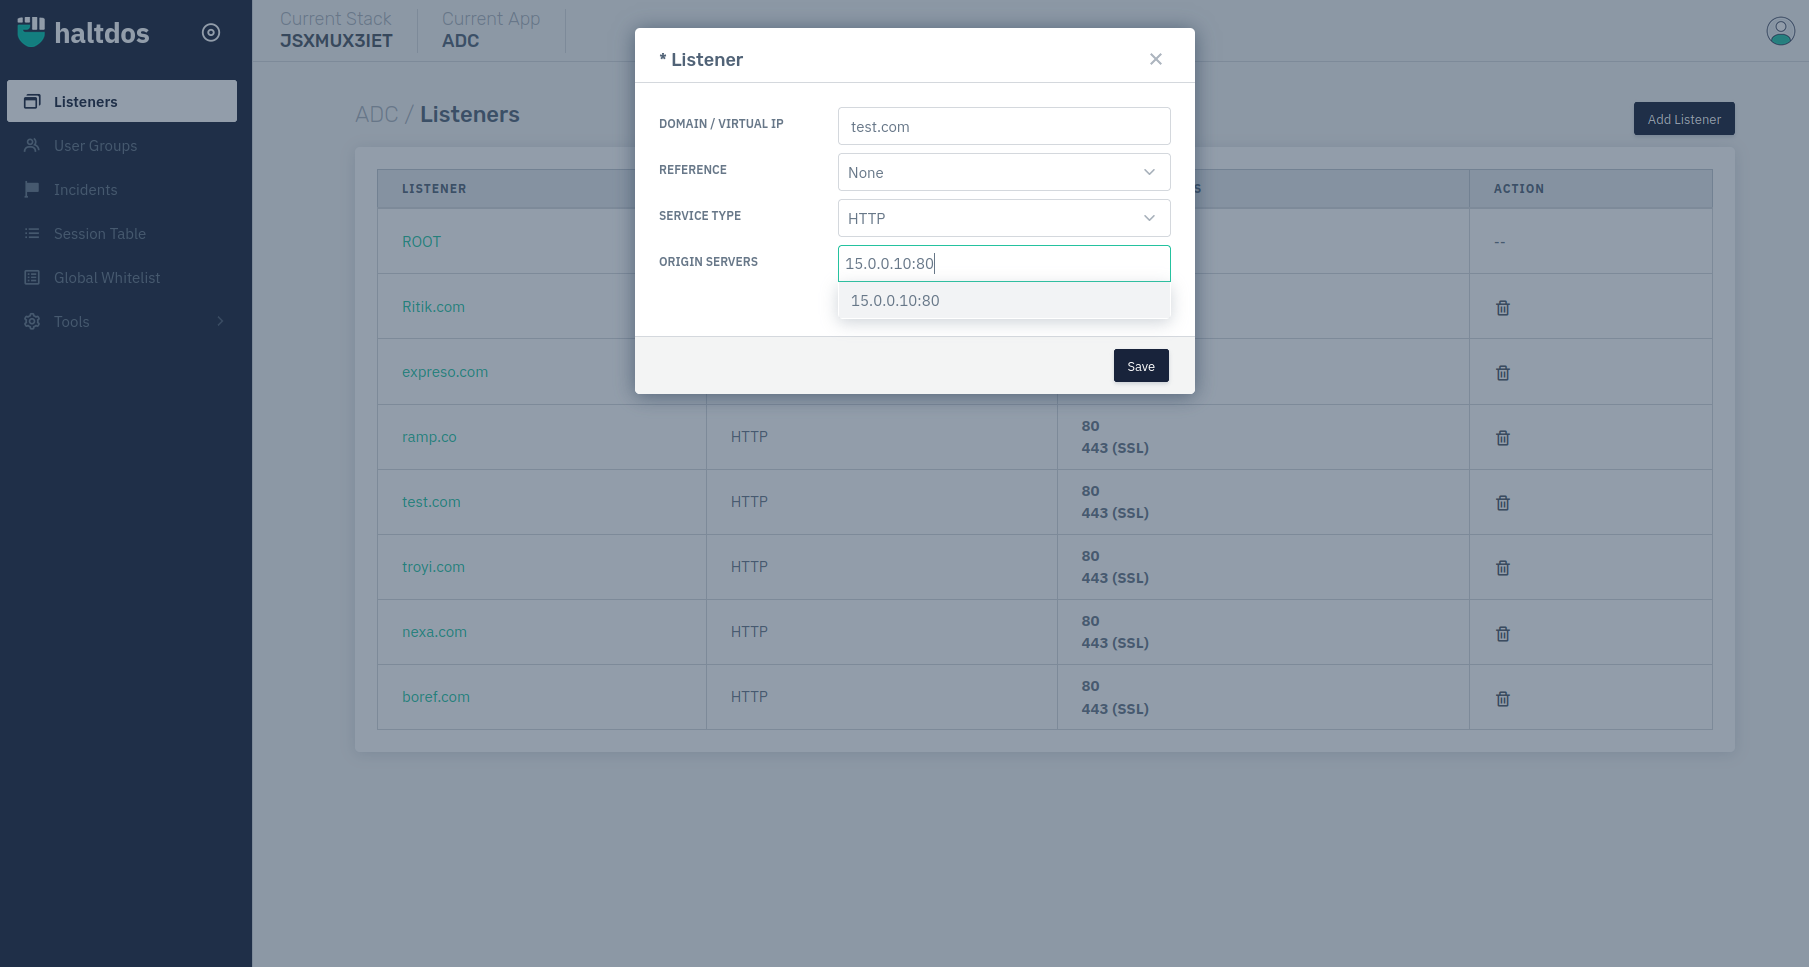 haltdos
Current Stack
JSXMUX3IET
Current App
ADC
Listeners
User Groups
Incidents
Session Table
Global Whitelist
Tools
ADC / Listeners
Add Listener
* Listener
DOMAIN / VIRTUAL IP
test.com
REFERENCE
None
SERVICE TYPE
HTTP
ORIGIN SERVERS
15.0.0.10:80
15.0.0.10:80
Save
LISTENER
S
ACTION
ROOT
--
Ritik.com
expreso.com
ramp.co
HTTP
80
443 (SSL)
test.com
HTTP
80
443 (SSL)
troyi.com
HTTP
80
443 (SSL)
nexa.com
HTTP
80
443 (SSL)
boref.com
HTTP
80
443 (SSL)